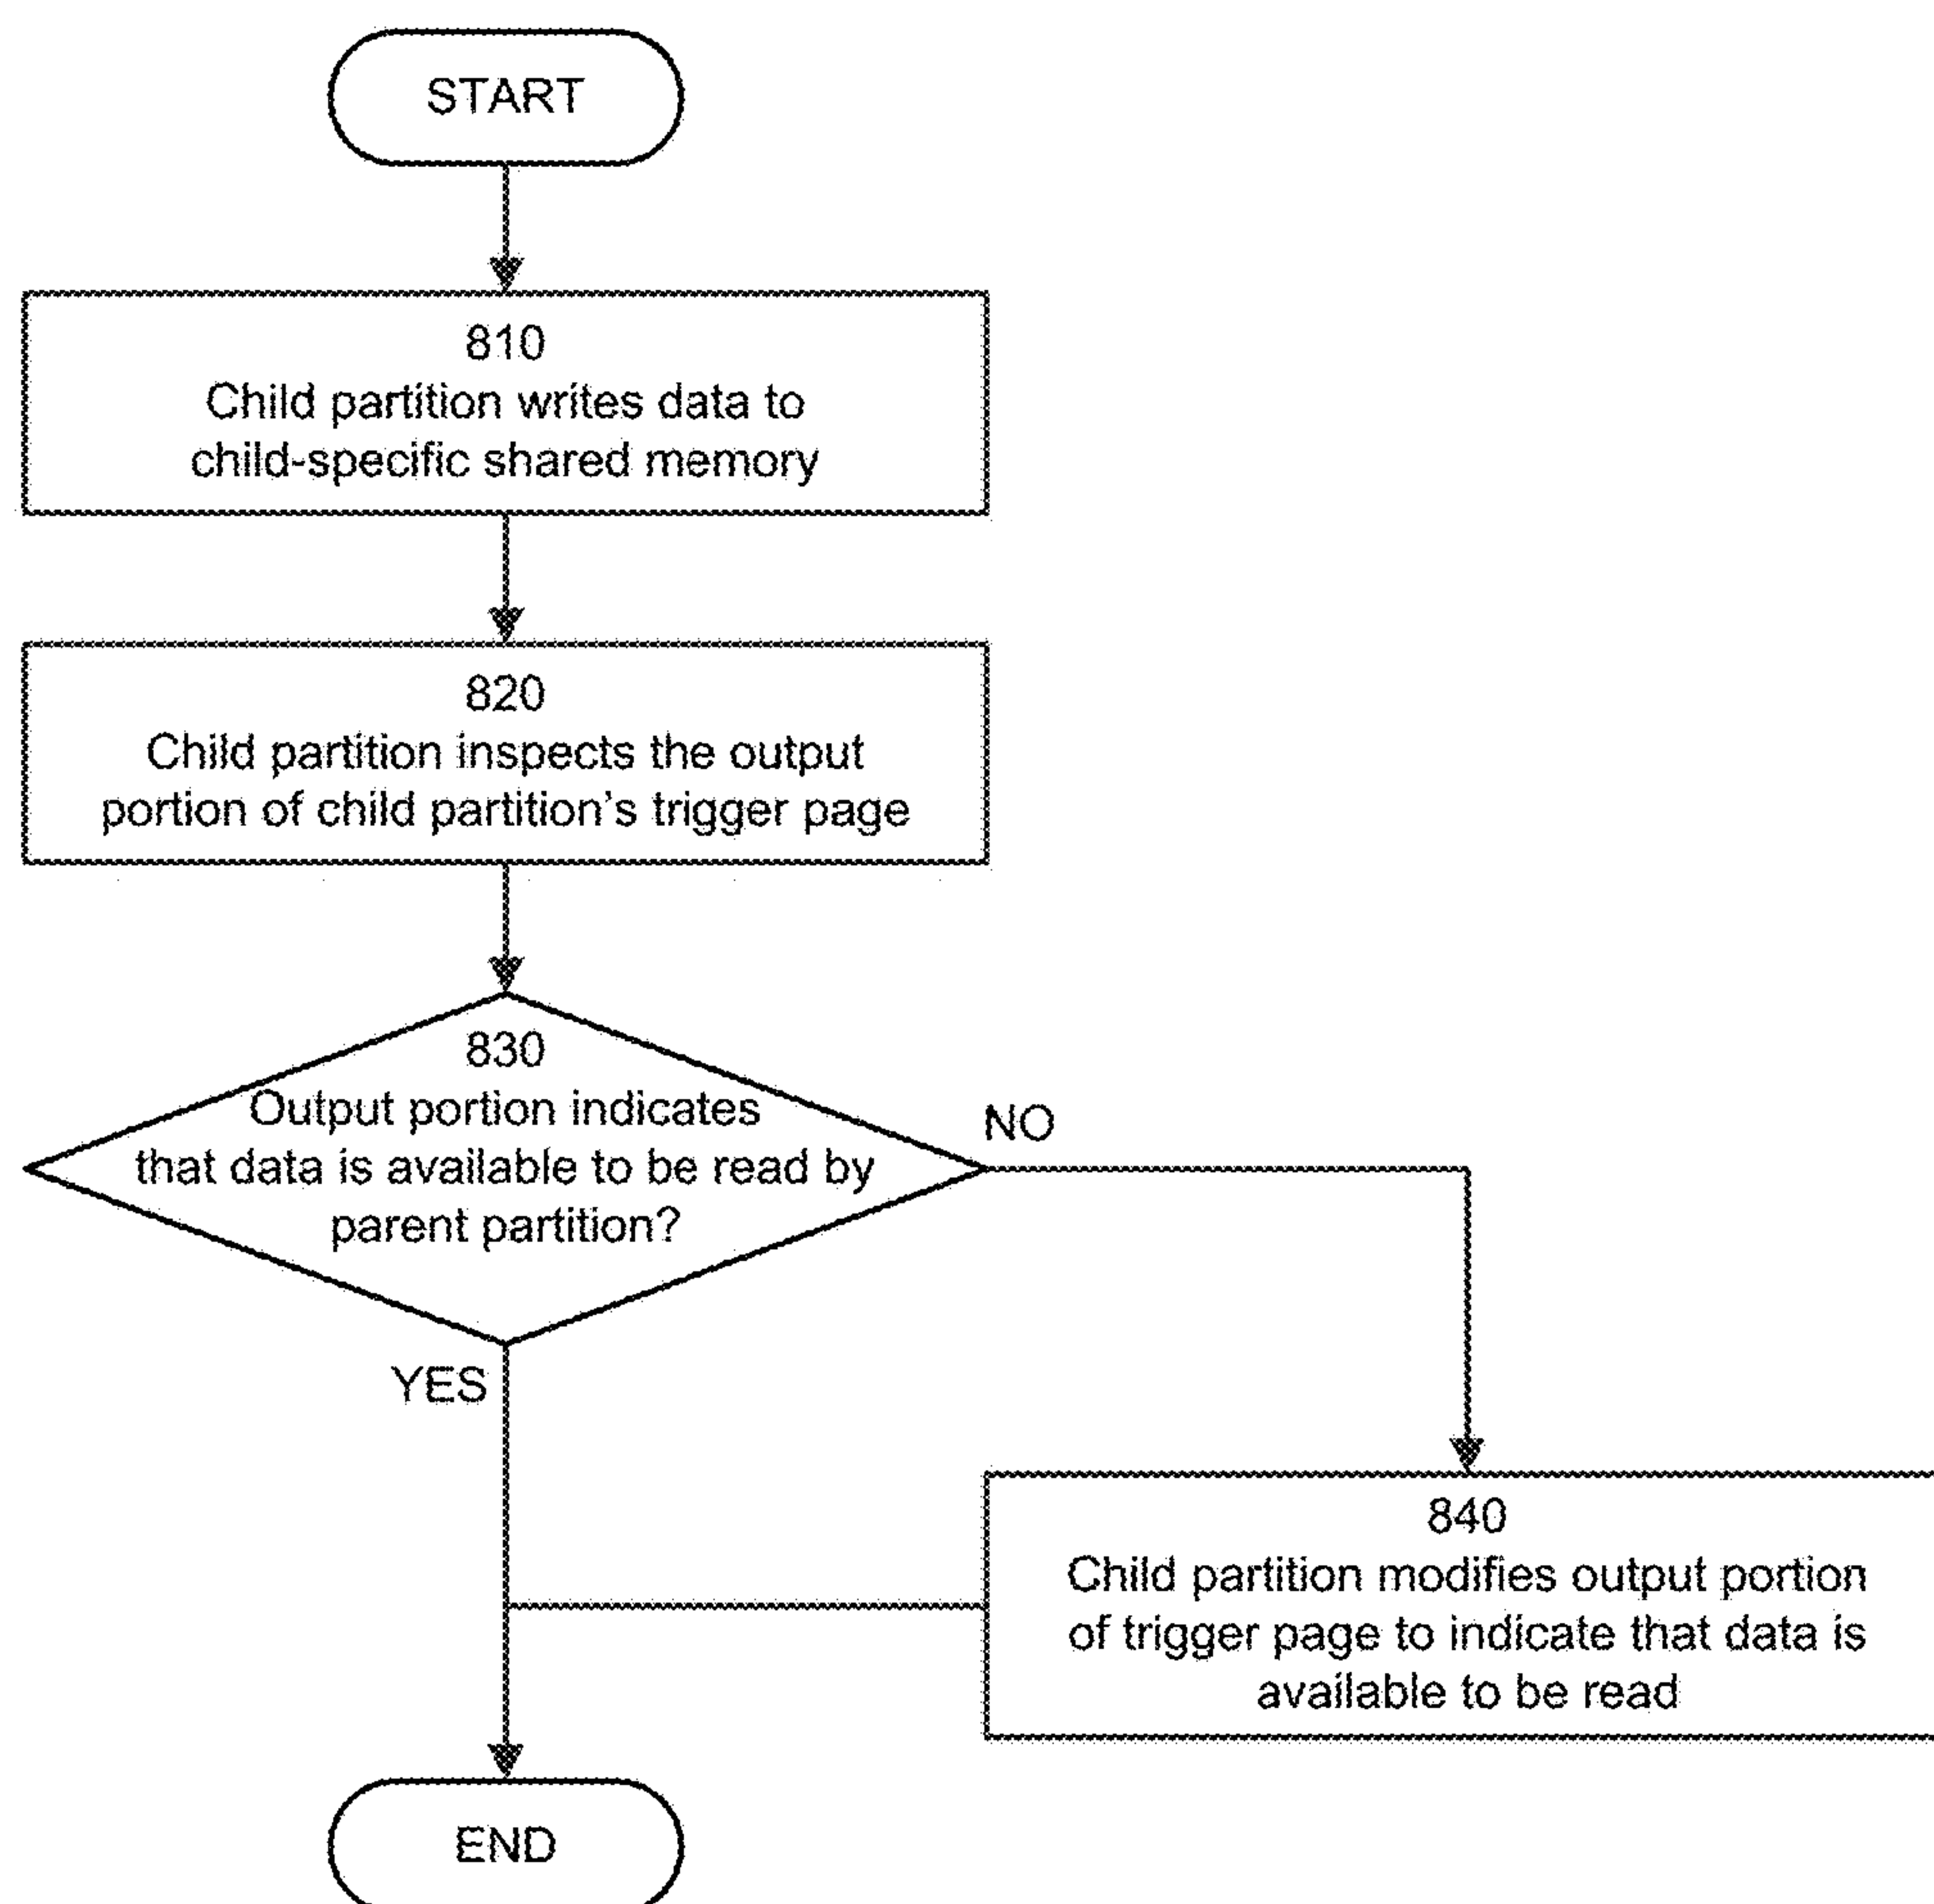 START
810
Child partition writes data to
child-specific shared memory
820
Child partition inspects the output
portion of child partition's trigger page
830
Output portion indicates
that data is available to be read by
parent partition?
NO
YES
840
Child partition modifies output portion
of trigger page to indicate that data is
available to be read
END